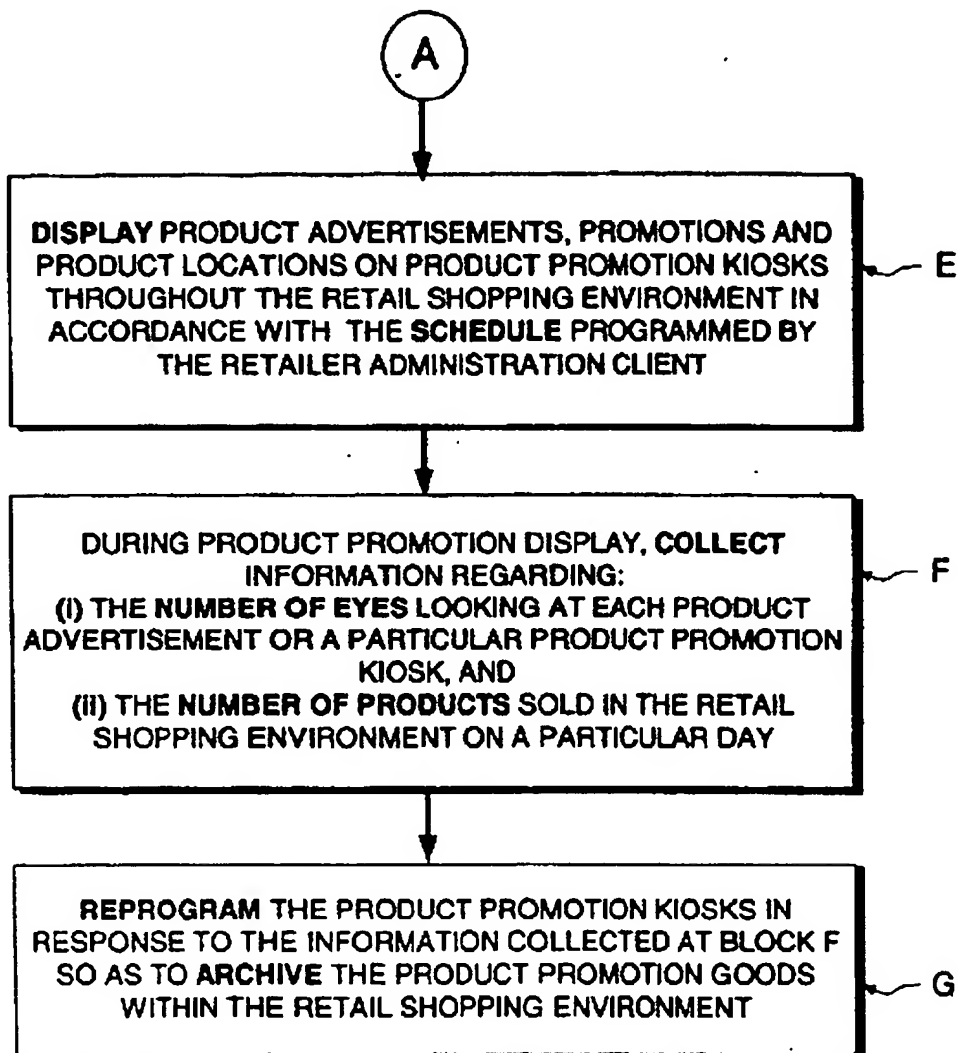 A
DISPLAY PRODUCT ADVERTISEMENTS, PROMOTIONS AND
PRODUCT LOCATIONS ON PRODUCT PROMOTION KIOSKS
THROUGHOUT THE RETAIL SHOPPING ENVIRONMENT IN
ACCORDANCE WITH THE SCHEDULE PROGRAMMED BY
THE RETAILER ADMINISTRATION CLIENT
E
DURING PRODUCT PROMOTION DISPLAY, COLLECT
INFORMATION REGARDING:
(i) THE NUMBER OF EYES LOOKING AT EACH PRODUCT
ADVERTISEMENT OR A PARTICULAR PRODUCT PROMOTION
KIOSK, AND
(ii) THE NUMBER OF PRODUCTS SOLD IN THE RETAIL
SHOPPING ENVIRONMENT ON A PARTICULAR DAY
F
REPROGRAM THE PRODUCT PROMOTION KIOSKS IN
RESPONSE TO THE INFORMATION COLLECTED AT BLOCK F
SO AS TO ARCHIVE THE PRODUCT PROMOTION GOODS
WITHIN THE RETAIL SHOPPING ENVIRONMENT
G